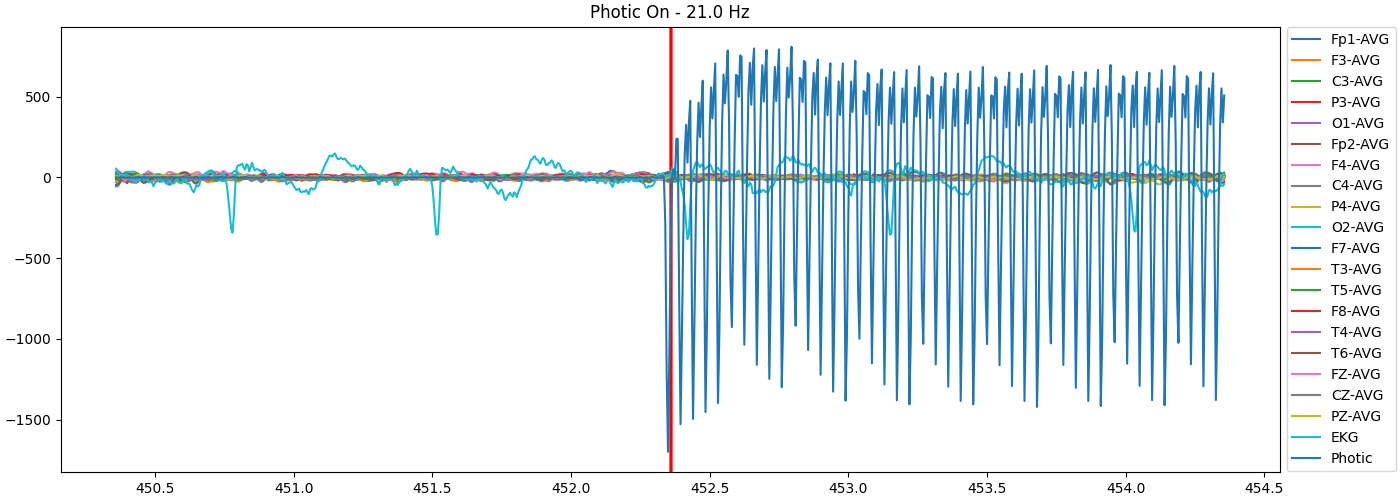 Photic On - 21.0 Hz
500
0
−500
−1000
−1500
450.5 451.0 451.5 452.0 452.5 453.0 453.5 454.0 454.5
Fp1-AVG
F3-AVG
C3-AVG
P3-AVG
O1-AVG
Fp2-AVG
F4-AVG
C4-AVG
P4-AVG
O2-AVG
F7-AVG
T3-AVG
T5-AVG
F8-AVG
T4-AVG
T6-AVG
FZ-AVG
CZ-AVG
PZ-AVG
EKG
Photic